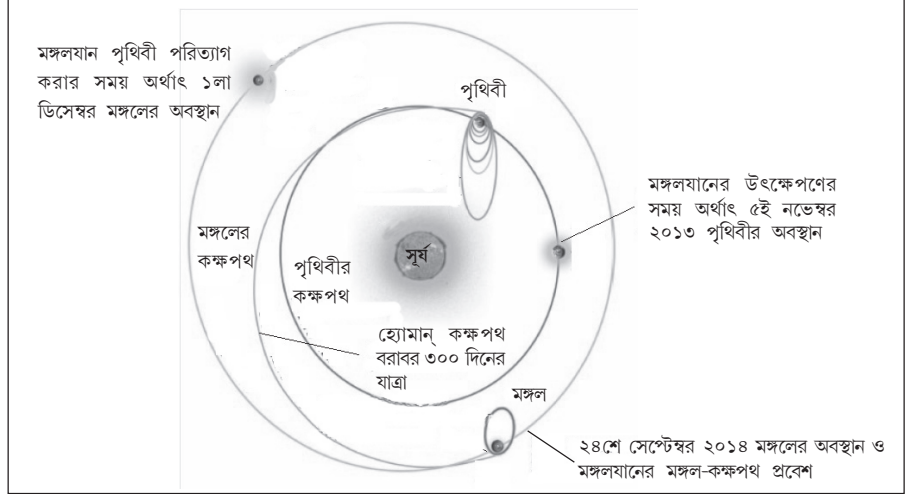 মঙ্গলযান পৃথিবী পরিত্যাগ
করার সময় অর্থাৎ ১লা
ডিসেম্বর মঙ্গলের অবস্থান
পৃথিবী
মঙ্গলযানের উৎক্ষেপণের
সময় অর্থাৎ ৫ই নভেম্বর
২০১৩ পৃথিবীর অবস্থান
মঙ্গলের
কক্ষপথ
পৃথিবীর
কক্ষপথ
সূর্য
হ্যোমান্ কক্ষপথ
বরাবর ৩০০ দিনের
যাত্রা
মঙ্গল
২৪শে সেপ্টেম্বর ২০১৪ মঙ্গলের অবস্থান ও
মঙ্গলযানের মঙ্গল-কক্ষপথ প্রবেশ